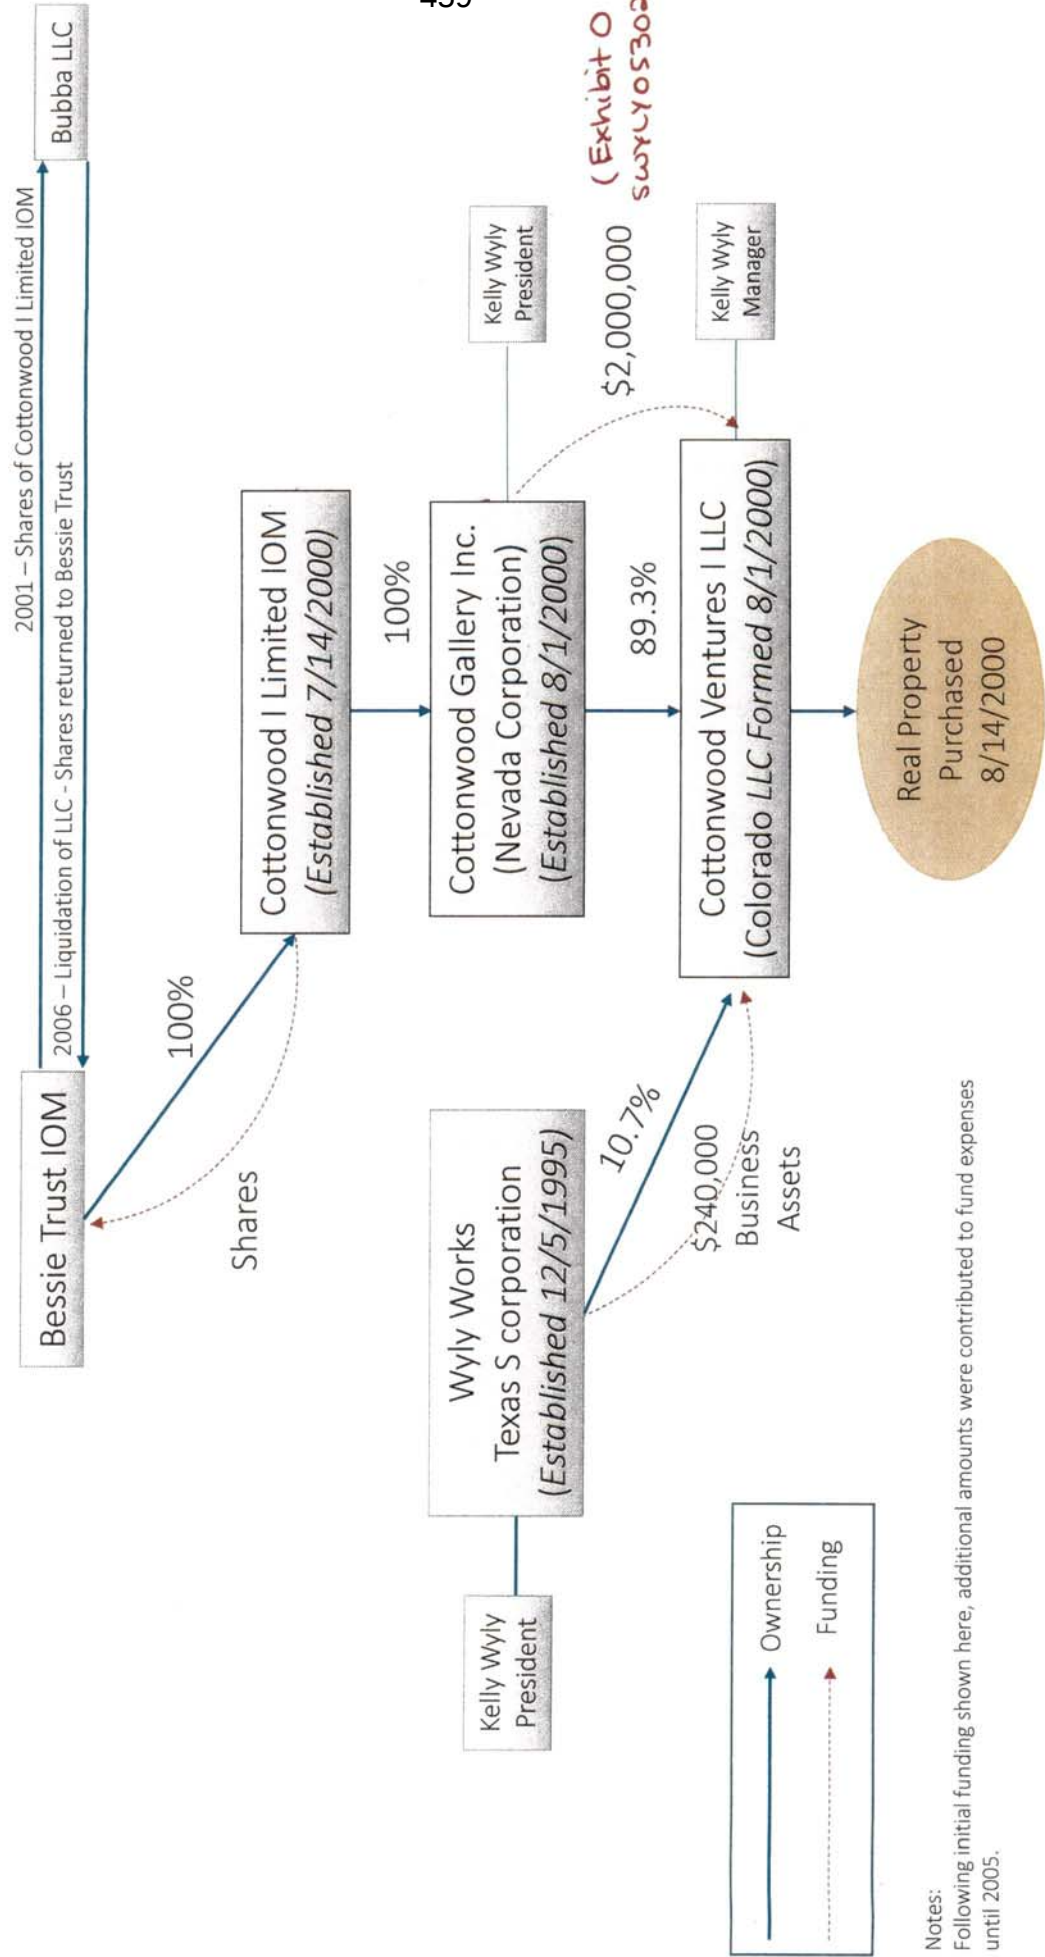 439
2001 – Shares of Cottonwood I Limited IOM
Bessie Trust IOM
Bubba LLC
2006 – Liquidation of LLC - Shares returned to Bessie Trust
100%
Shares
Cottonwood I Limited IOM
(Established 7/14/2000)
100%
Kelly Wyly
President
Wyly Works
Texas S corporation
(Established 12/5/1995)
Cottonwood Gallery Inc.
(Nevada Corporation)
(Established 8/1/2000)
Kelly Wyly
President
10.7%
$240,000
Business
Assets
89.3%
$2,000,000
(Exhibit O
Cottonwood Ventures I LLC
(Colorado LLC Formed 8/1/2000)
Kelly Wyly
Manager
Real Property
Purchased
8/14/2000
Ownership
Funding
Notes:
Following initial funding shown here, additional amounts were contributed to fund expenses
until 2005.